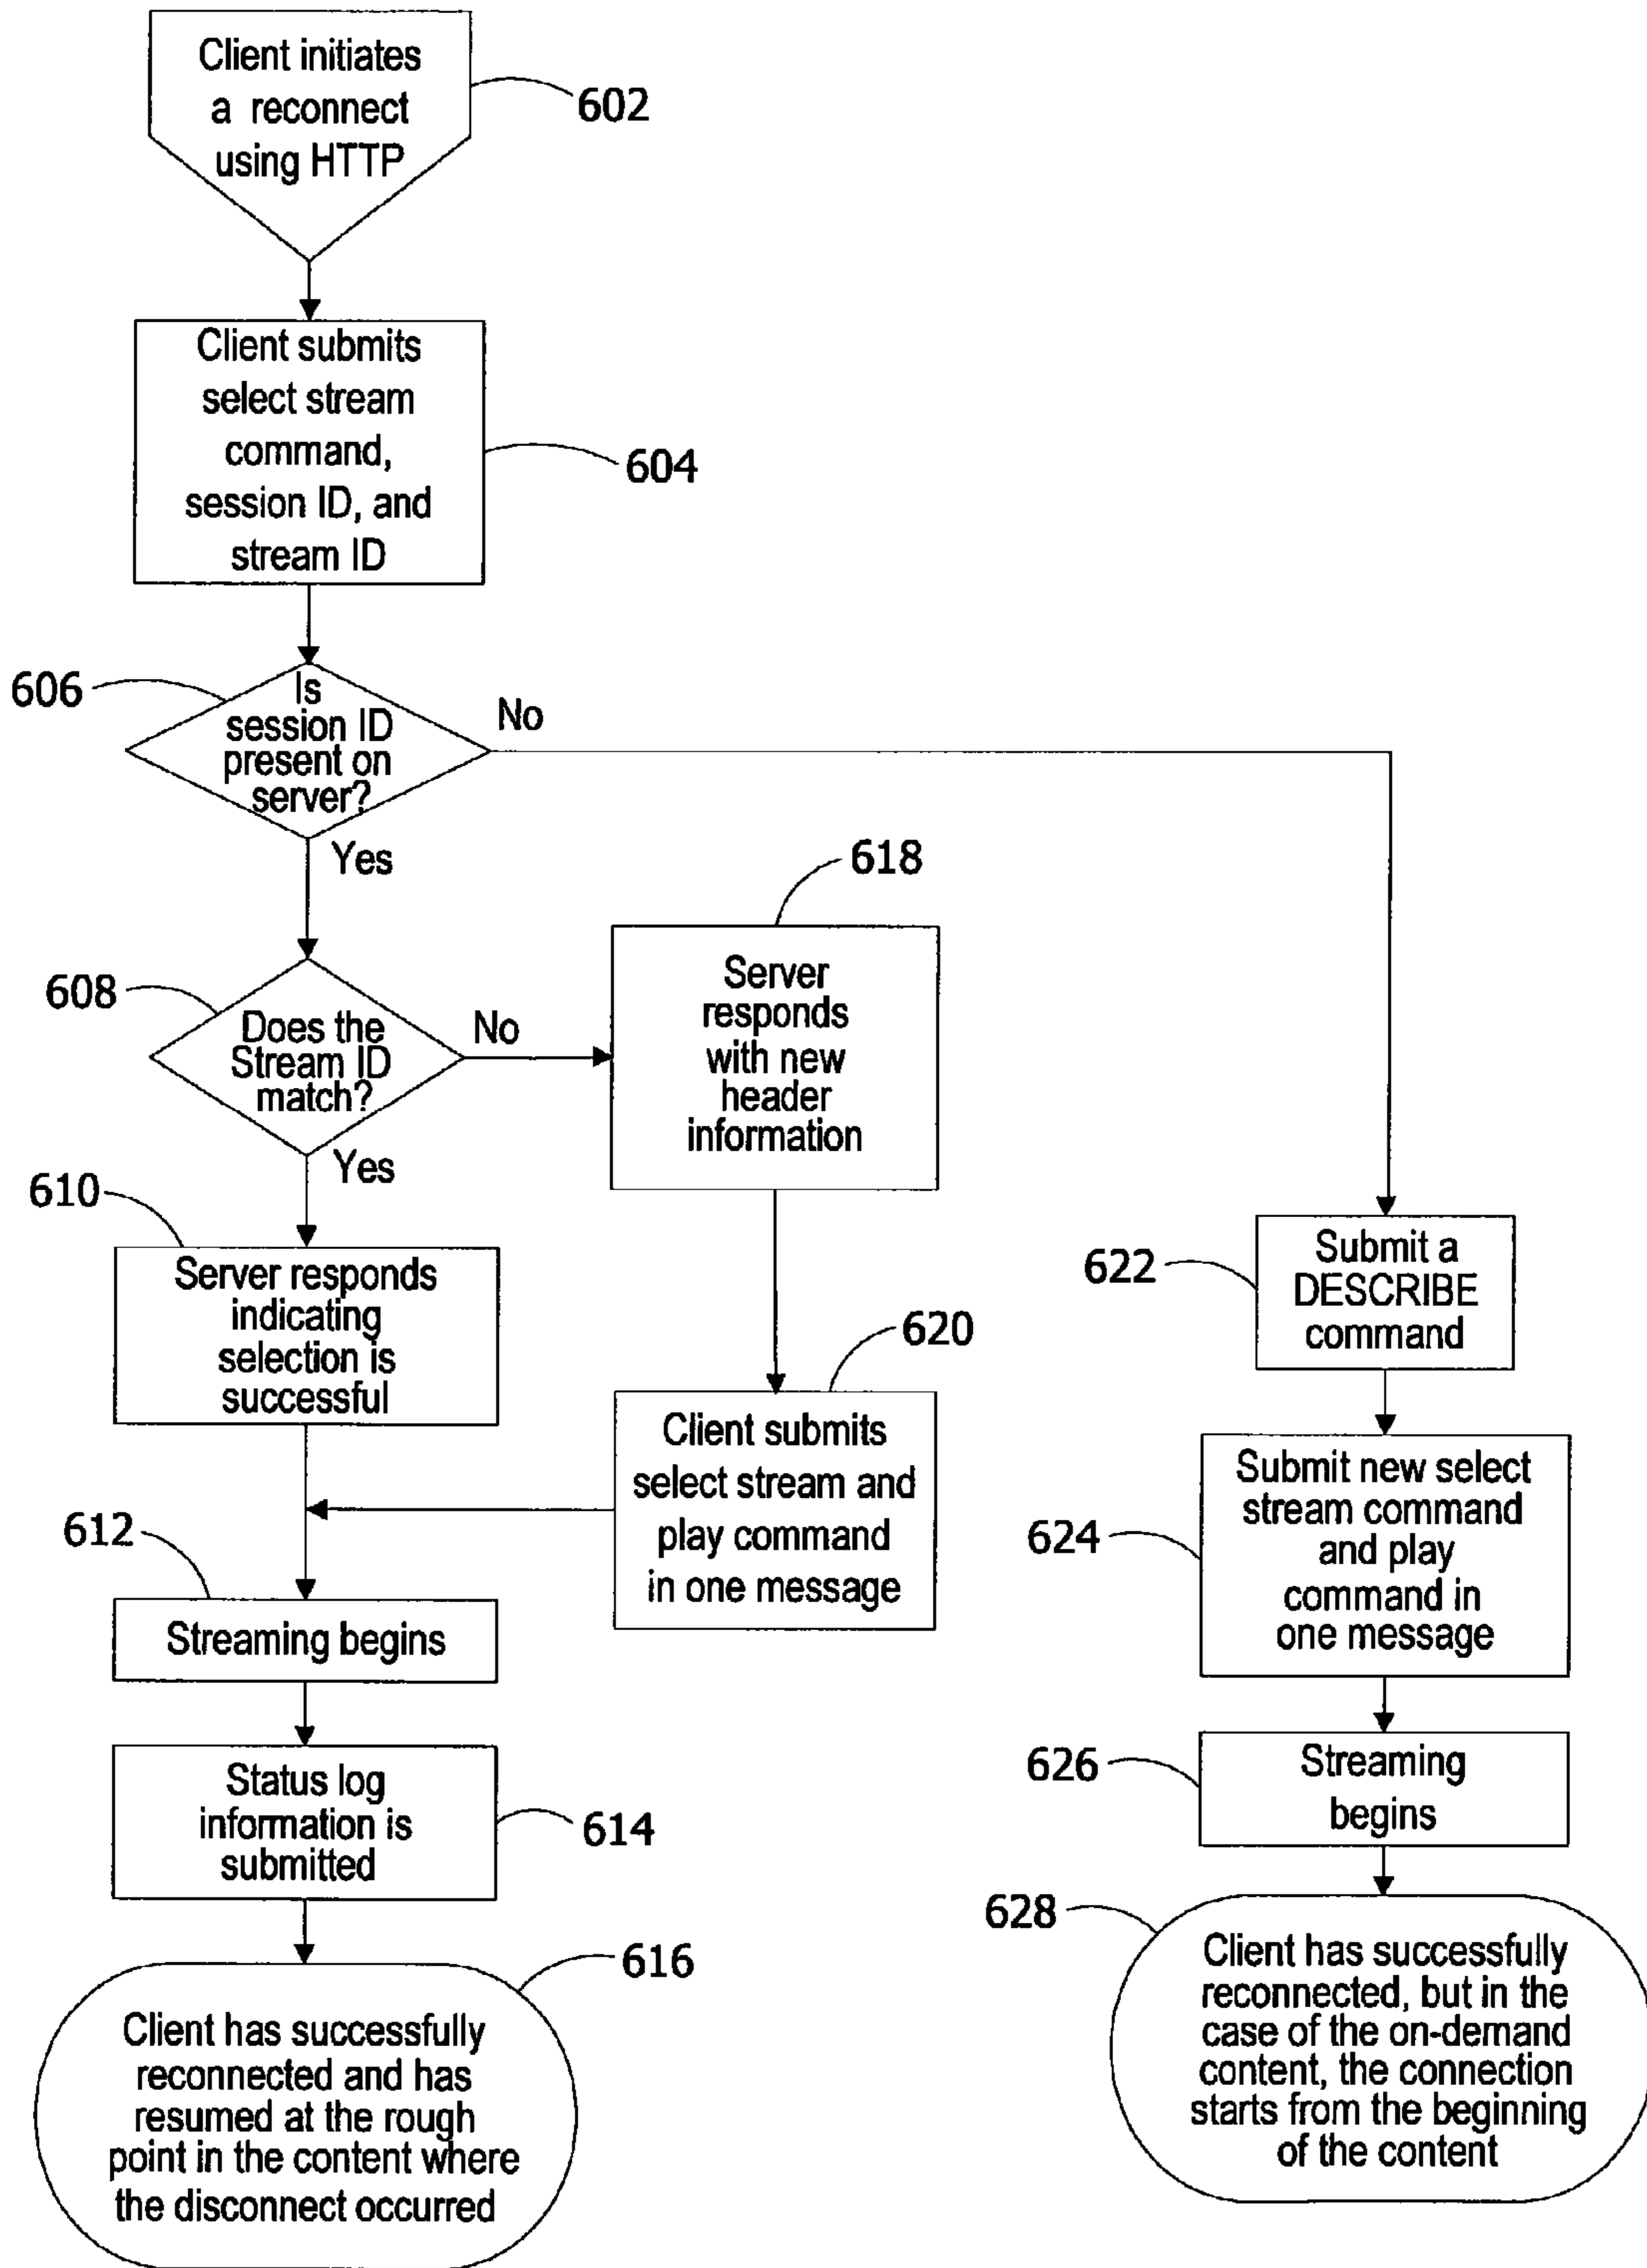 Client initiates
a reconnect
using HTTP
602
Client submits
select stream
command,
session ID, and
stream ID
604
606
Is
session ID
present on
server?
No
Yes
608
Does the
Stream ID
match?
No
Yes
618
Server
responds
with new
header
information
610
Server responds
indicating
selection is
successful
620
Client submits
select stream and
play command
in one message
612
Streaming begins
Status log
information is
submitted
614
616
Client has successfully
reconnected and has
resumed at the rough
point in the content where
the disconnect occurred
622
Submit a
DESCRIBE
command
624
Submit new select
stream command
and play
command in
one message
626
Streaming
begins
628
Client has successfully
reconnected, but in the
case of the on-demand
content, the connection
starts from the beginning
of the content